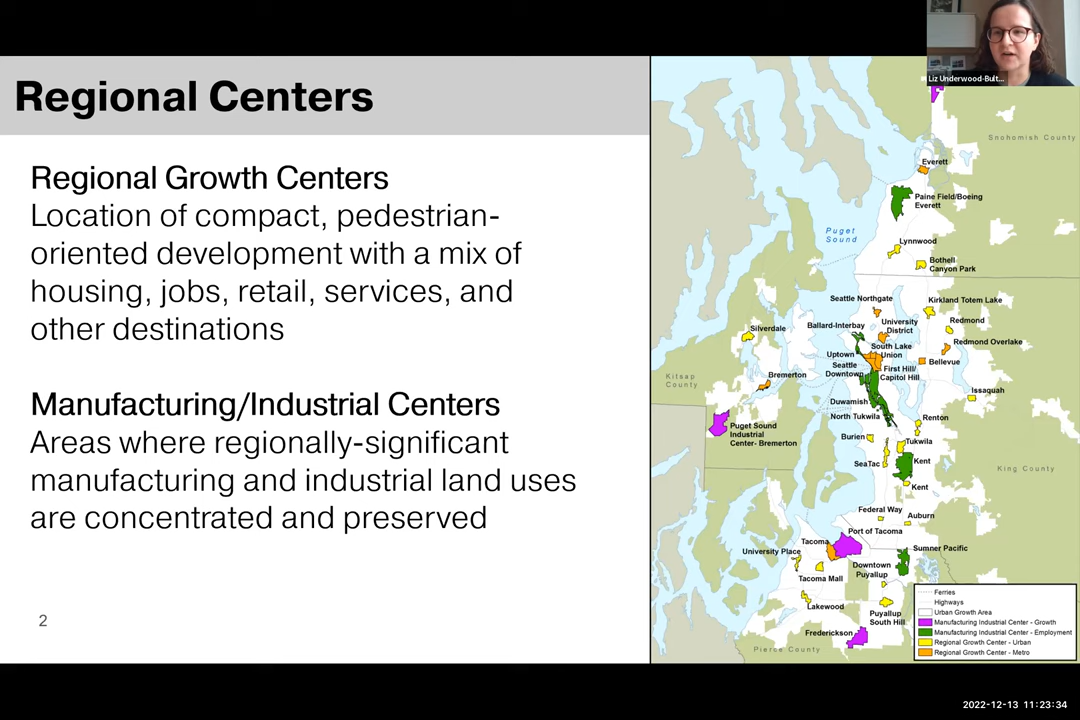 Liz Underwood-Bult...
Regional Centers
Regional Growth Centers
Location of compact, pedestrian-
oriented development with a mix of
housing, jobs, retail, services, and
other destinations
Manufacturing/Industrial Centers
Areas where regionally-significant
manufacturing and industrial land uses
are concentrated and preserved
2
Snohomish County
Everett
Paine Field/Boeing
Everett
Puget
Sound
Lynnwood
Bothell
Canyon Park
Seattle Northgate
Kirkland Totem Lake
Silverdale
Ballard-Interbay
University
District
Redmond
Redmond Overlake
South Lake
Union
Uptown
Seattle
Downtown
Bellevue
First Hill/
Capitol Hill
Kitsap
County
Bremerton
Issaquah
Duwamish
North Tukwila
Renton
Puget Sound
Industrial
Center- Bremerton
Burien
Tukwila
SeaTac
Kent
King County
Kent
Federal Way
Auburn
Port of Tacoma
Tacoma
University Place
Sumner Pacific
Downtown
Puyallup
Tacoma Mall
Lakewood
Puyallup
South Hill
Frederickson
Pierce County
Ferries
Highways
Urban Growth Area
Manufacturing Industrial Center - Growth
Manufacturing Industrial Center - Employment
Regional Growth Center - Urban
Regional Growth Center - Metro
2022-12-13 11:23:34